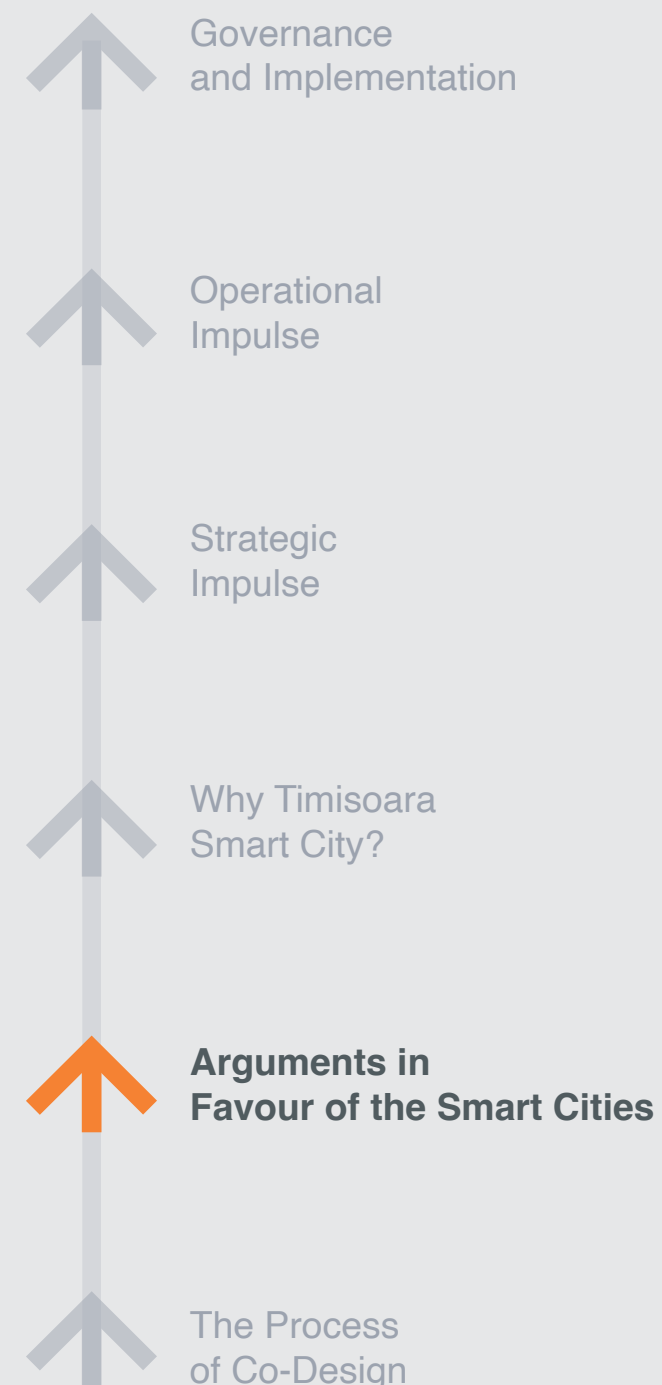 Governance
and Implementation
Operational
Impulse
Strategic
Impulse
Why Timisoara
Smart City?
Arguments in
Favour of the Smart Cities
The Process
of Co-Design